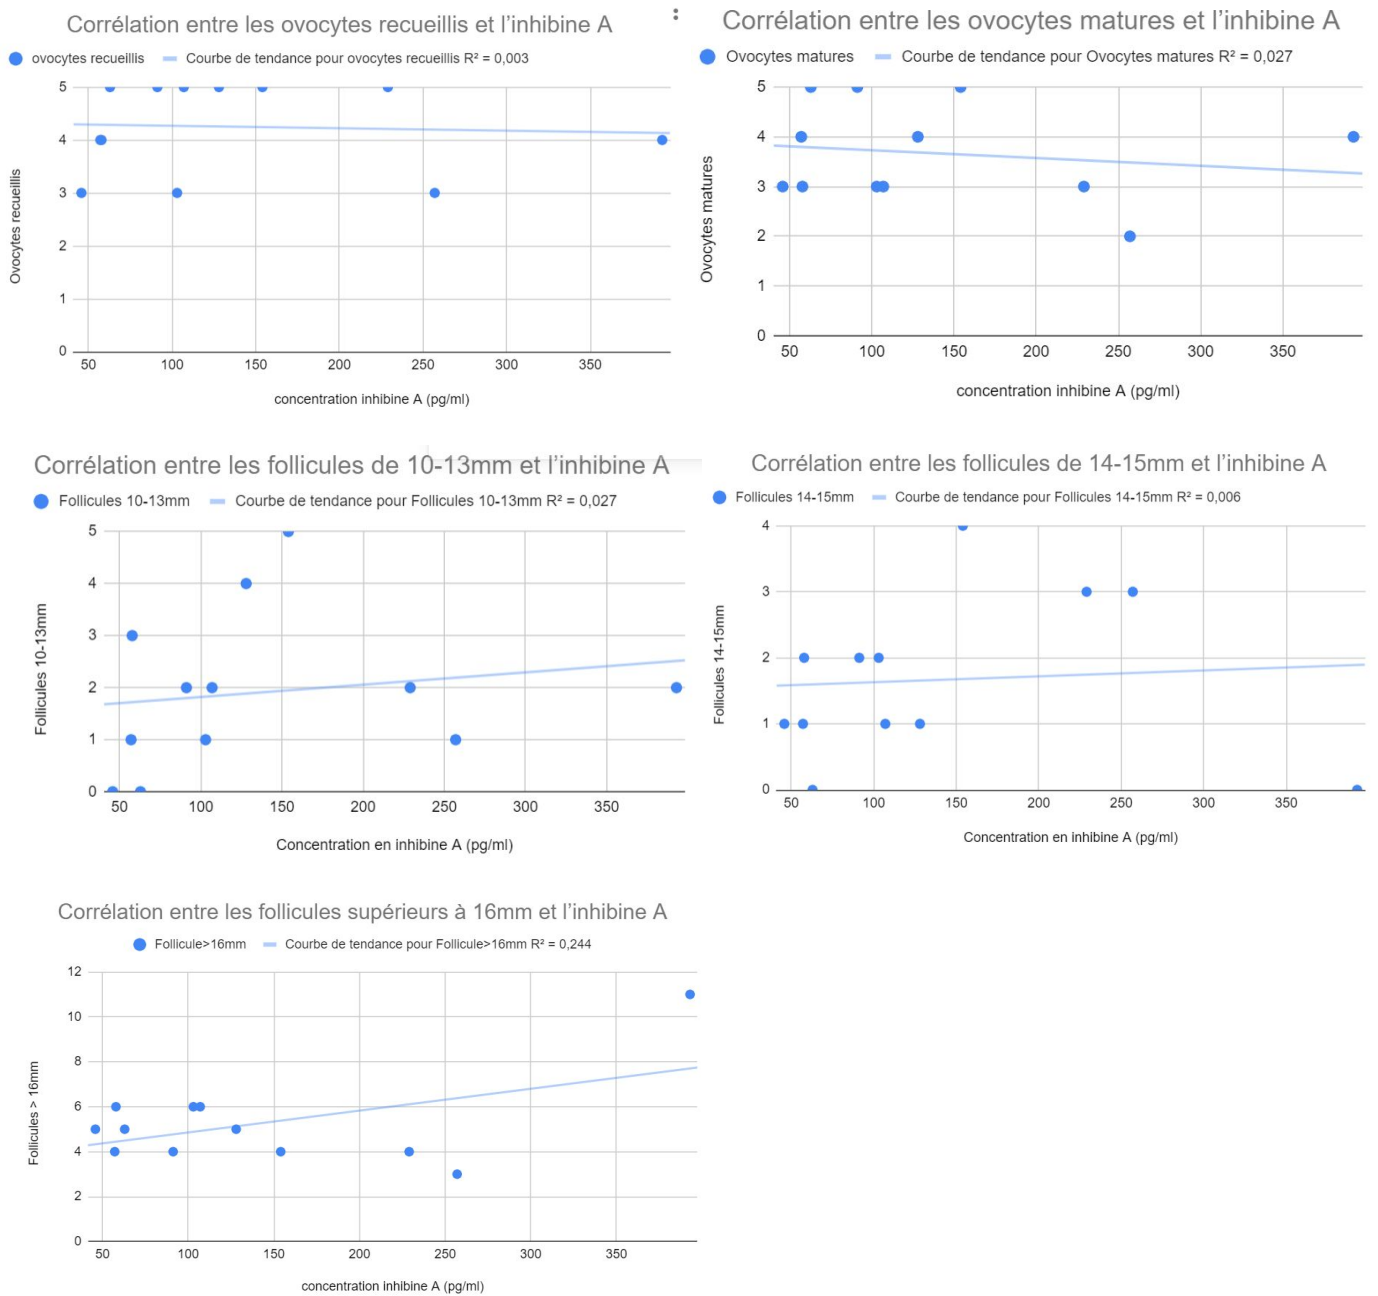 Corrélation entre les ovocytes recueillis et l'inhibine A
ovocytes recueillis
Courbe de tendance pour ovocytes recueillis R² = 0,003
5
4
3
2
1
0
Ovocytes recueillis
50 100 150 200 250 300 350
concentration inhibine A (pg/ml)
Corrélation entre les ovocytes matures et l'inhibine A
Ovocytes matures
Courbe de tendance pour Ovocytes matures R² = 0,027
5
4
3
2
1
0
Ovocytes matures
50 100 150 200 250 300 350
concentration inhibine A (pg/ml)
Corrélation entre les follicules de 10-13mm et l'inhibine A
Follicules 10-13mm
Courbe de tendance pour Follicules 10-13mm R² = 0,027
5
4
3
2
1
0
Follicules 10-13mm
50 100 150 200 250 300 350
Concentration en inhibine A (pg/ml)
Corrélation entre les follicules de 14-15mm et l'inhibine A
Follicules 14-15mm
Courbe de tendance pour Follicules 14-15mm R² = 0,006
4
3
2
1
0
Follicules 14-15mm
50 100 150 200 250 300 350
Concentration en inhibine A (pg/ml)
Corrélation entre les follicules supérieurs à 16mm et l'inhibine A
Follicule>16mm
Courbe de tendance pour Follicule>16mm R² = 0,244
12
10
8
6
4
2
0
Follicules > 16mm
50 100 150 200 250 300 350
concentration inhibine A (pg/ml)